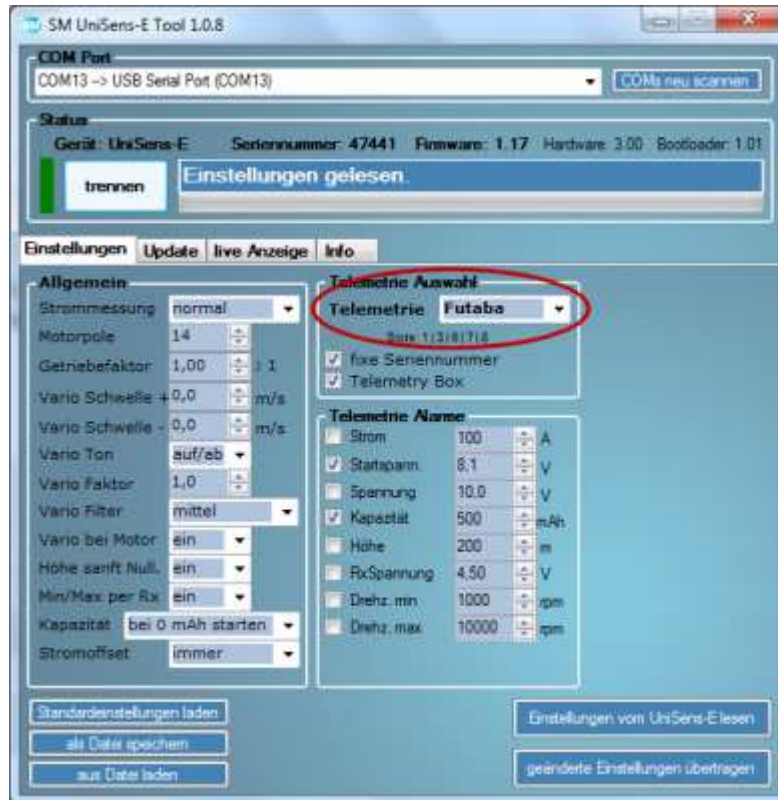 SM UniSens-E Tool 1.0.8
COM Port
COM13 --> USB Serial Port (COM13)
COMs neu scannen
Status
Gerät: UniSens-E Seriennummer: 47441 Firmware: 1.17 Hardware: 3.00 Bootloader: 1.01
trennen
Einstellungen gelesen.
Einstellungen Update live Anzeige Info
Allgemein
Strommessung normal
Motorpole 14
Getriebefaktor 1,00 : 1
Vario Schwelle + 0,0 m/s
Vario Schwelle - 0,0 m/s
Vario Ton auf/ab
Vario Faktor 1,0
Vario Filter mittel
Vario bei Motor ein
Höhe sanft Null. ein
Min/Max per Rx ein
Kapazität bei 0 mAh starten
Stromoffset immer
Telemetrie Auswahl
Telemetrie Futaba
fixe Seriennummer
Telemetry Box
Telemetrie Alarme
Strom 100 A
Startspann. 8,1 V
Spannung 10,0 V
Kapazität 500 mAh
Höhe 200 m
RxSpannung 4,50 V
Drehz. min 1000 rpm
Drehz. max 10000 rpm
Standardeinstellungen laden
als Datei speichern
aus Datei laden
Einstellungen vom UniSens-E lesen
geänderte Einstellungen übertragen